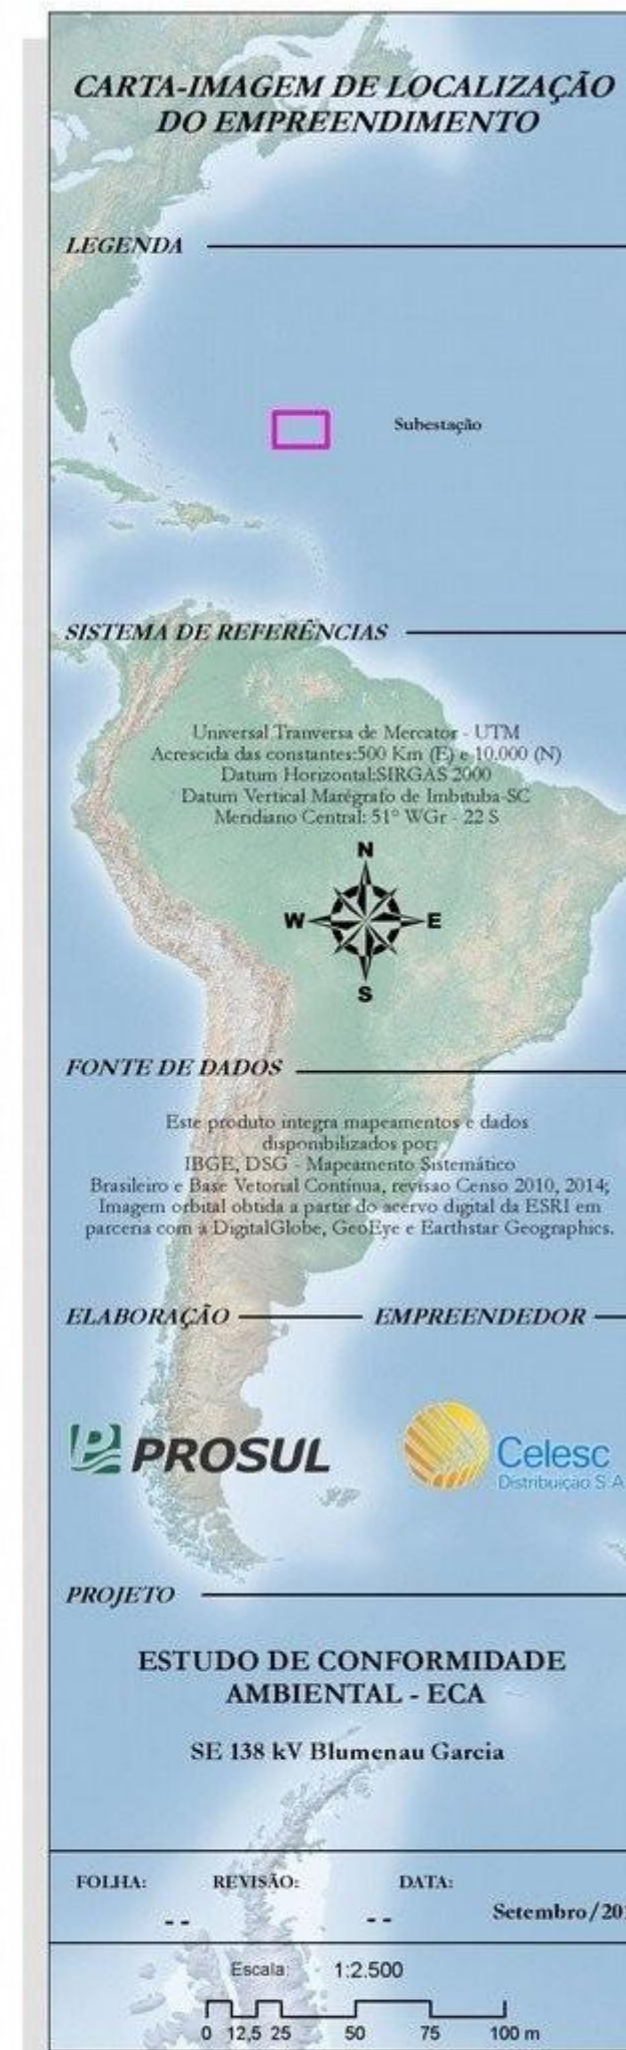 CARTA-IMAGEM DE LOCALIZAÇÃO
DO EMPREENDIMENTO
LEGENDA
Subestação
SISTEMA DE REFERÊNCIAS
Universal Tranversa de Mercator - UTM
Acrescida das constantes:500 Km (E) e 10.000 (N)
Datum Horizontal:SIRGAS 2000
Datum Vertical Marégrafo de Imbituba-SC
Meridiano Central: 51° WGr - 22 S
N
W E
S
FONTE DE DADOS
Este produto integra mapeamentos e dados
disponibilizados por:
IBGE, DSG - Mapeamento Sistemático
Brasileiro e Base Vetorial Contínua, revisao Censo 2010, 2014;
Imagem orbital obtida a partir do acervo digital da ESRI em
parceria com a DigitalGlobe, GeoEye e Earthstar Geographics.
ELABORAÇÃO EMPREENDEDOR
PROSUL Celesc
Distribuição S.A
PROJETO
ESTUDO DE CONFORMIDADE
AMBIENTAL - ECA
SE 138 kV Blumenau Garcia
FOLHA: REVISÃO: DATA:
-- -- Setembro/201
Escala: 1:2.500
0 12,5 25 50 75 100 m